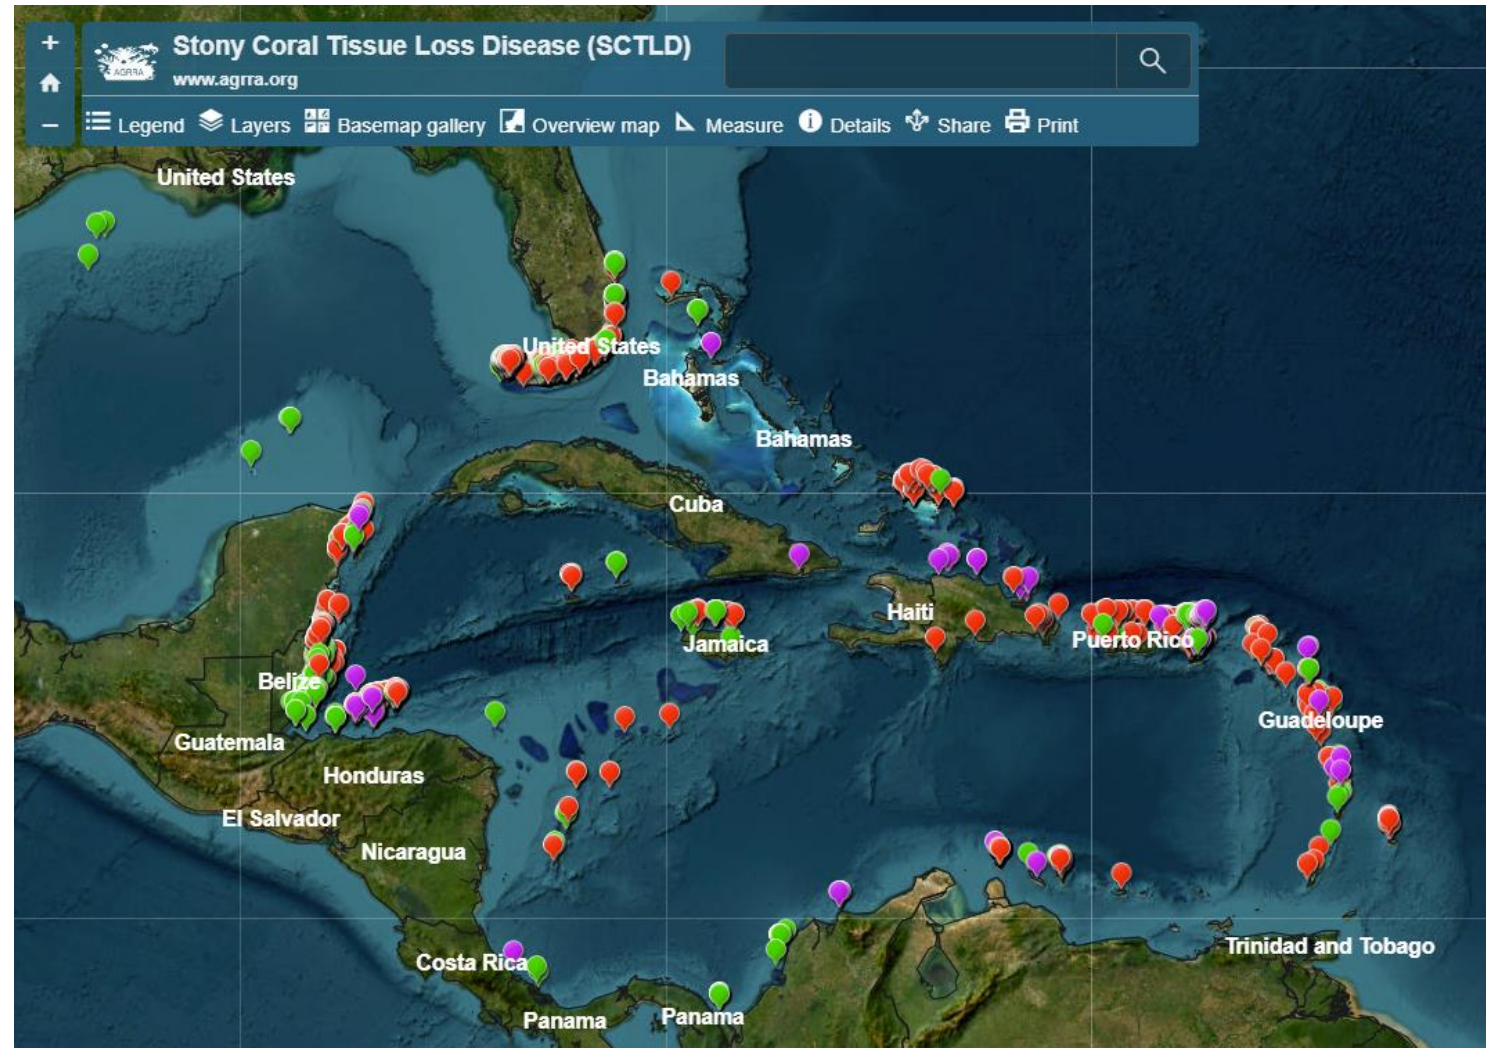 +
Stony Coral Tissue Loss Disease (SCTLD)
AGRRA
www.agrra.org
−
Legend Layers Basemap gallery Overview map Measure Details Share Print
United States
United States
Bahamas
Bahamas
Cuba
Haiti
Jamaica
Puerto Rico
Belize
Guadeloupe
Guatemala
Honduras
El Salvador
Nicaragua
Trinidad and Tobago
Costa Rica
Panama
Panama